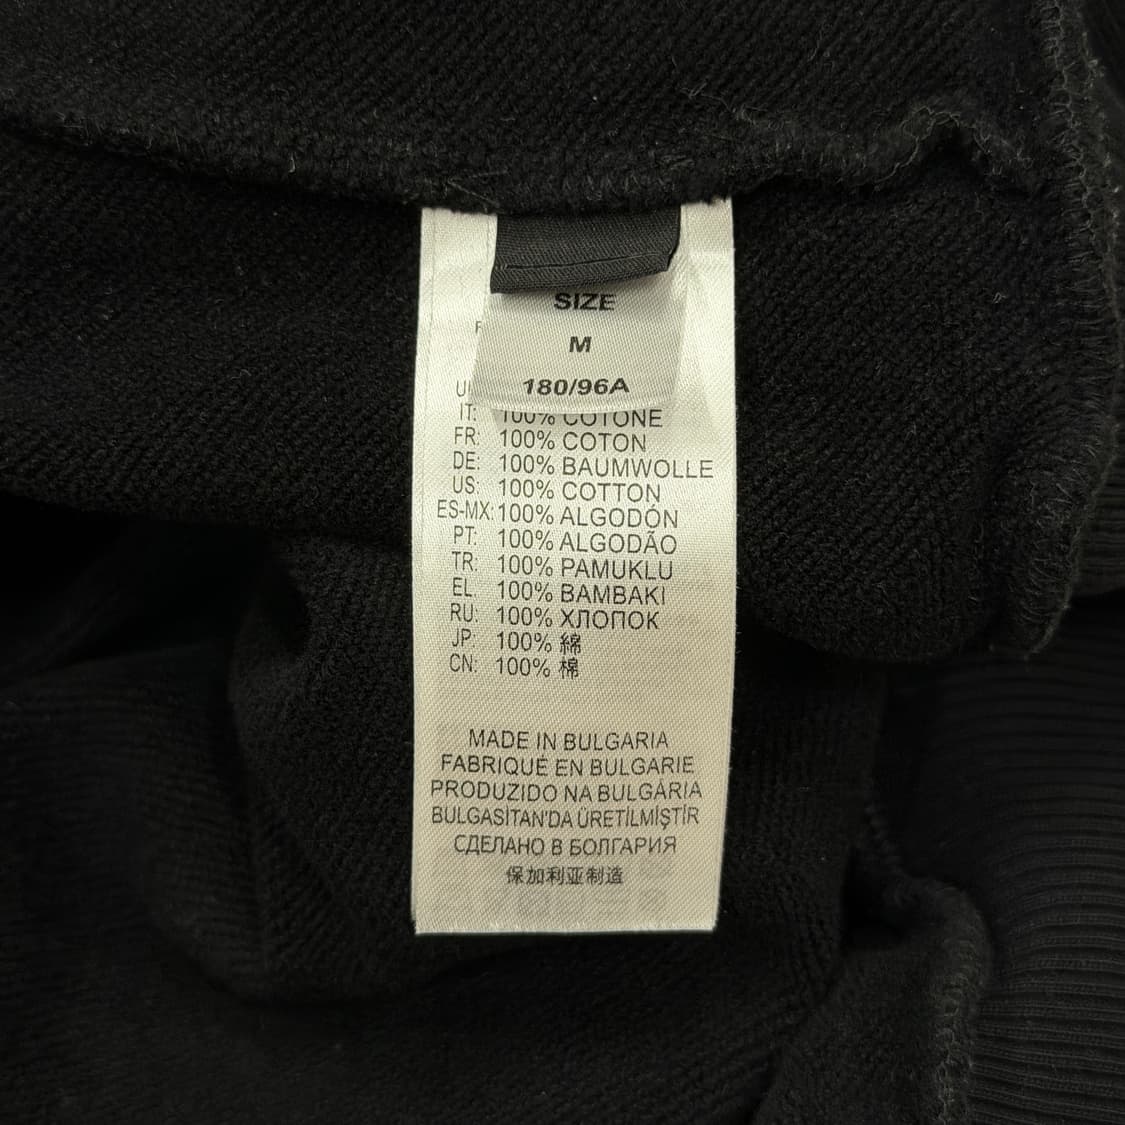 SIZE
M
180/96A
IT: 100% COTONE
FR: 100% COTON
DE: 100% BAUMWOLLE
US: 100% COTTON
ES-MX: 100% ALGODÓN
PT: 100% ALGODÃO
TR: 100% PAMUKLU
EL: 100% BAMBAKI
RU: 100% ХЛОПОК
JP: 100% 綿
CN: 100% 棉
MADE IN BULGARIA
FABRIQUÉ EN BULGARIE
PRODUZIDO NA BULGÁRIA
BULGASİTAN'DA ÜRETİLMİŞTİR
СДЕЛАНО В БОЛГАРИЯ
保加利亚制造